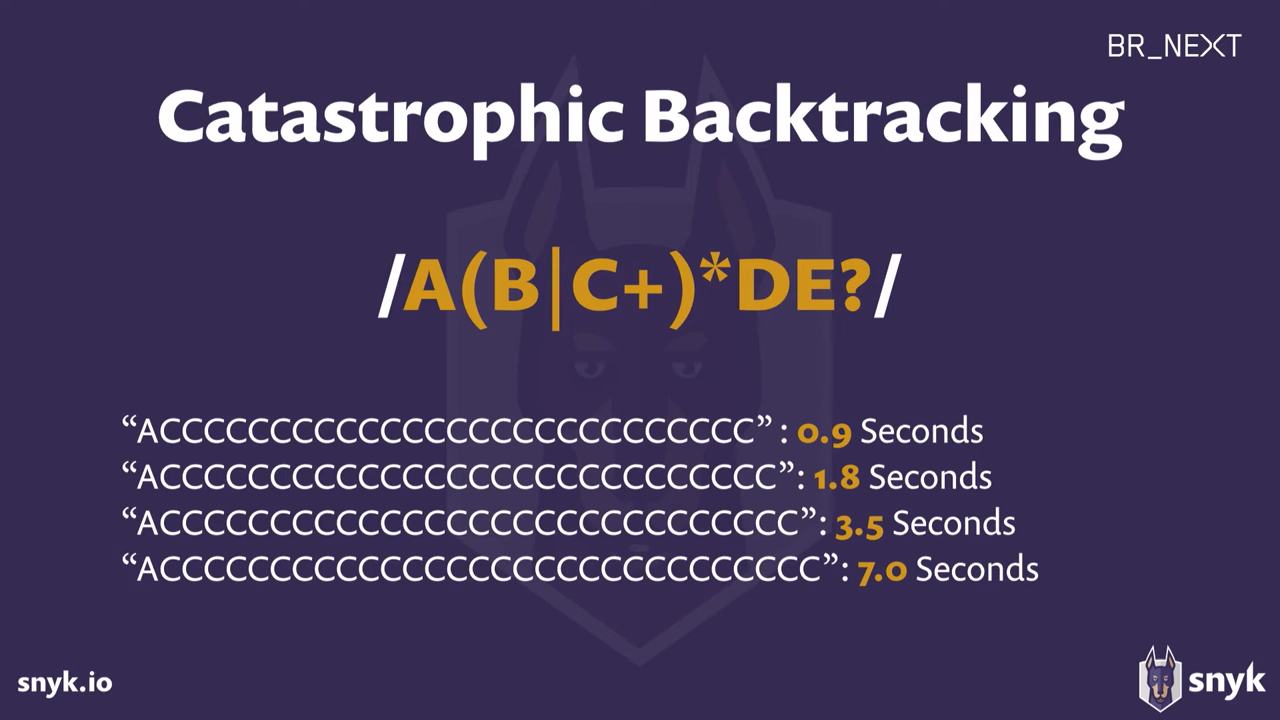 BR_NEXT
Catastrophic Backtracking
/A(B|C+)*DE?/
“ACCCCCCCCCCCCCCCCCCCCCCCCCCC” : 0.9 Seconds
“ACCCCCCCCCCCCCCCCCCCCCCCCCCCC”: 1.8 Seconds
“ACCCCCCCCCCCCCCCCCCCCCCCCCCCCC”: 3.5 Seconds
“ACCCCCCCCCCCCCCCCCCCCCCCCCCCCCC”: 7.0 Seconds
snyk.io
snyk